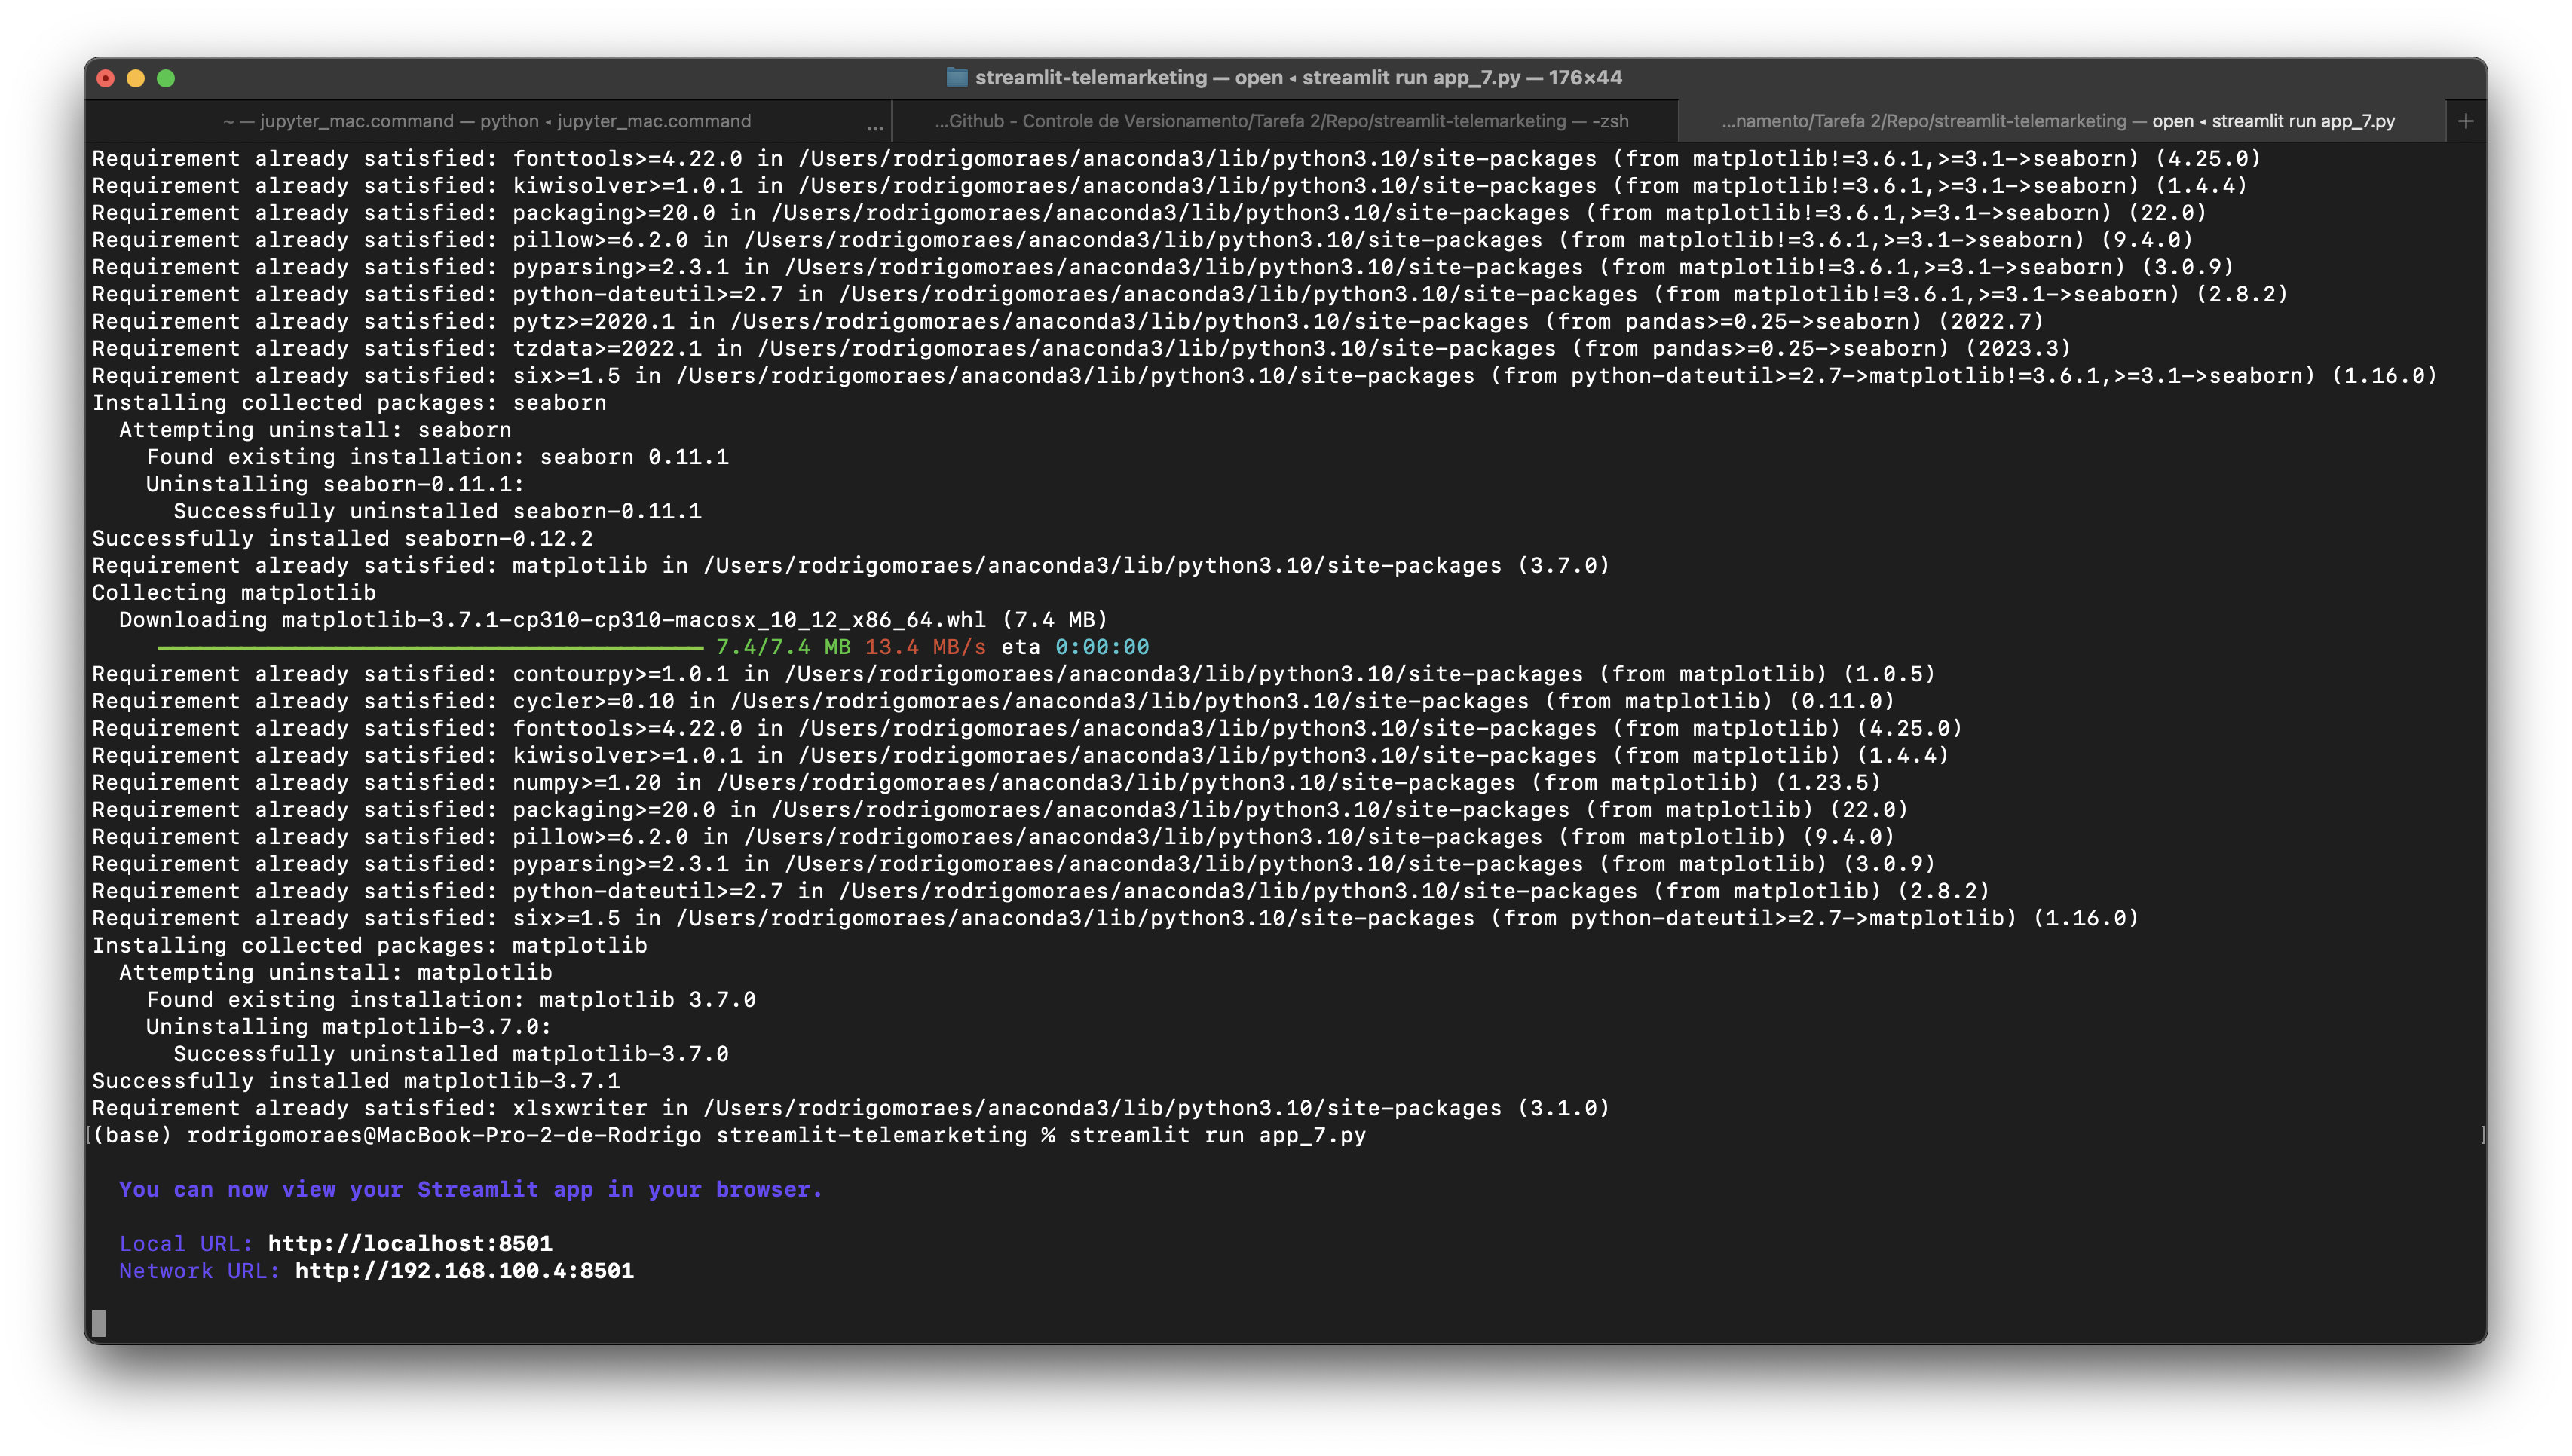 streamlit-telemarketing — open ◂ streamlit run app_7.py — 176×44
~ — jupyter_mac.command — python ◂ jupyter_mac.command ... ...Github - Controle de Versionamento/Tarefa 2/Repo/streamlit-telemarketing — -zsh ...namento/Tarefa 2/Repo/streamlit-telemarketing — open ◂ streamlit run app_7.py +
Requirement already satisfied: fonttools>=4.22.0 in /Users/rodrigomoraes/anaconda3/lib/python3.10/site-packages (from matplotlib!=3.6.1,>=3.1->seaborn) (4.25.0)
Requirement already satisfied: kiwisolver>=1.0.1 in /Users/rodrigomoraes/anaconda3/lib/python3.10/site-packages (from matplotlib!=3.6.1,>=3.1->seaborn) (1.4.4)
Requirement already satisfied: packaging>=20.0 in /Users/rodrigomoraes/anaconda3/lib/python3.10/site-packages (from matplotlib!=3.6.1,>=3.1->seaborn) (22.0)
Requirement already satisfied: pillow>=6.2.0 in /Users/rodrigomoraes/anaconda3/lib/python3.10/site-packages (from matplotlib!=3.6.1,>=3.1->seaborn) (9.4.0)
Requirement already satisfied: pyparsing>=2.3.1 in /Users/rodrigomoraes/anaconda3/lib/python3.10/site-packages (from matplotlib!=3.6.1,>=3.1->seaborn) (3.0.9)
Requirement already satisfied: python-dateutil>=2.7 in /Users/rodrigomoraes/anaconda3/lib/python3.10/site-packages (from matplotlib!=3.6.1,>=3.1->seaborn) (2.8.2)
Requirement already satisfied: pytz>=2020.1 in /Users/rodrigomoraes/anaconda3/lib/python3.10/site-packages (from pandas>=0.25->seaborn) (2022.7)
Requirement already satisfied: tzdata>=2022.1 in /Users/rodrigomoraes/anaconda3/lib/python3.10/site-packages (from pandas>=0.25->seaborn) (2023.3)
Requirement already satisfied: six>=1.5 in /Users/rodrigomoraes/anaconda3/lib/python3.10/site-packages (from python-dateutil>=2.7->matplotlib!=3.6.1,>=3.1->seaborn) (1.16.0)
Installing collected packages: seaborn
  Attempting uninstall: seaborn
    Found existing installation: seaborn 0.11.1
    Uninstalling seaborn-0.11.1:
      Successfully uninstalled seaborn-0.11.1
Successfully installed seaborn-0.12.2
Requirement already satisfied: matplotlib in /Users/rodrigomoraes/anaconda3/lib/python3.10/site-packages (3.7.0)
Collecting matplotlib
  Downloading matplotlib-3.7.1-cp310-cp310-macosx_10_12_x86_64.whl (7.4 MB)
     7.4/7.4 MB 13.4 MB/s eta 0:00:00
Requirement already satisfied: contourpy>=1.0.1 in /Users/rodrigomoraes/anaconda3/lib/python3.10/site-packages (from matplotlib) (1.0.5)
Requirement already satisfied: cycler>=0.10 in /Users/rodrigomoraes/anaconda3/lib/python3.10/site-packages (from matplotlib) (0.11.0)
Requirement already satisfied: fonttools>=4.22.0 in /Users/rodrigomoraes/anaconda3/lib/python3.10/site-packages (from matplotlib) (4.25.0)
Requirement already satisfied: kiwisolver>=1.0.1 in /Users/rodrigomoraes/anaconda3/lib/python3.10/site-packages (from matplotlib) (1.4.4)
Requirement already satisfied: numpy>=1.20 in /Users/rodrigomoraes/anaconda3/lib/python3.10/site-packages (from matplotlib) (1.23.5)
Requirement already satisfied: packaging>=20.0 in /Users/rodrigomoraes/anaconda3/lib/python3.10/site-packages (from matplotlib) (22.0)
Requirement already satisfied: pillow>=6.2.0 in /Users/rodrigomoraes/anaconda3/lib/python3.10/site-packages (from matplotlib) (9.4.0)
Requirement already satisfied: pyparsing>=2.3.1 in /Users/rodrigomoraes/anaconda3/lib/python3.10/site-packages (from matplotlib) (3.0.9)
Requirement already satisfied: python-dateutil>=2.7 in /Users/rodrigomoraes/anaconda3/lib/python3.10/site-packages (from matplotlib) (2.8.2)
Requirement already satisfied: six>=1.5 in /Users/rodrigomoraes/anaconda3/lib/python3.10/site-packages (from python-dateutil>=2.7->matplotlib) (1.16.0)
Installing collected packages: matplotlib
  Attempting uninstall: matplotlib
    Found existing installation: matplotlib 3.7.0
    Uninstalling matplotlib-3.7.0:
      Successfully uninstalled matplotlib-3.7.0
Successfully installed matplotlib-3.7.1
Requirement already satisfied: xlsxwriter in /Users/rodrigomoraes/anaconda3/lib/python3.10/site-packages (3.1.0)
[(base) rodrigomoraes@MacBook-Pro-2-de-Rodrigo streamlit-telemarketing % streamlit run app_7.py ]
  You can now view your Streamlit app in your browser.
  Local URL: http://localhost:8501
  Network URL: http://192.168.100.4:8501